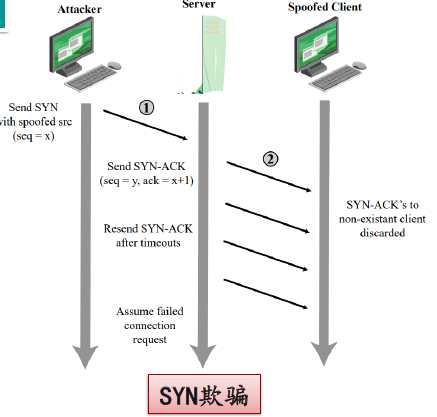 Attacker
Server
Spoofed Client
①
Send SYN
with spoofed src
(seq = x)
Send SYN-ACK
(seq = y, ack = x+1)
②
SYN-ACK's to
non-existant client
discarded
Resend SYN-ACK
after timeouts
Assume failed
connection
request
SYN欺骗